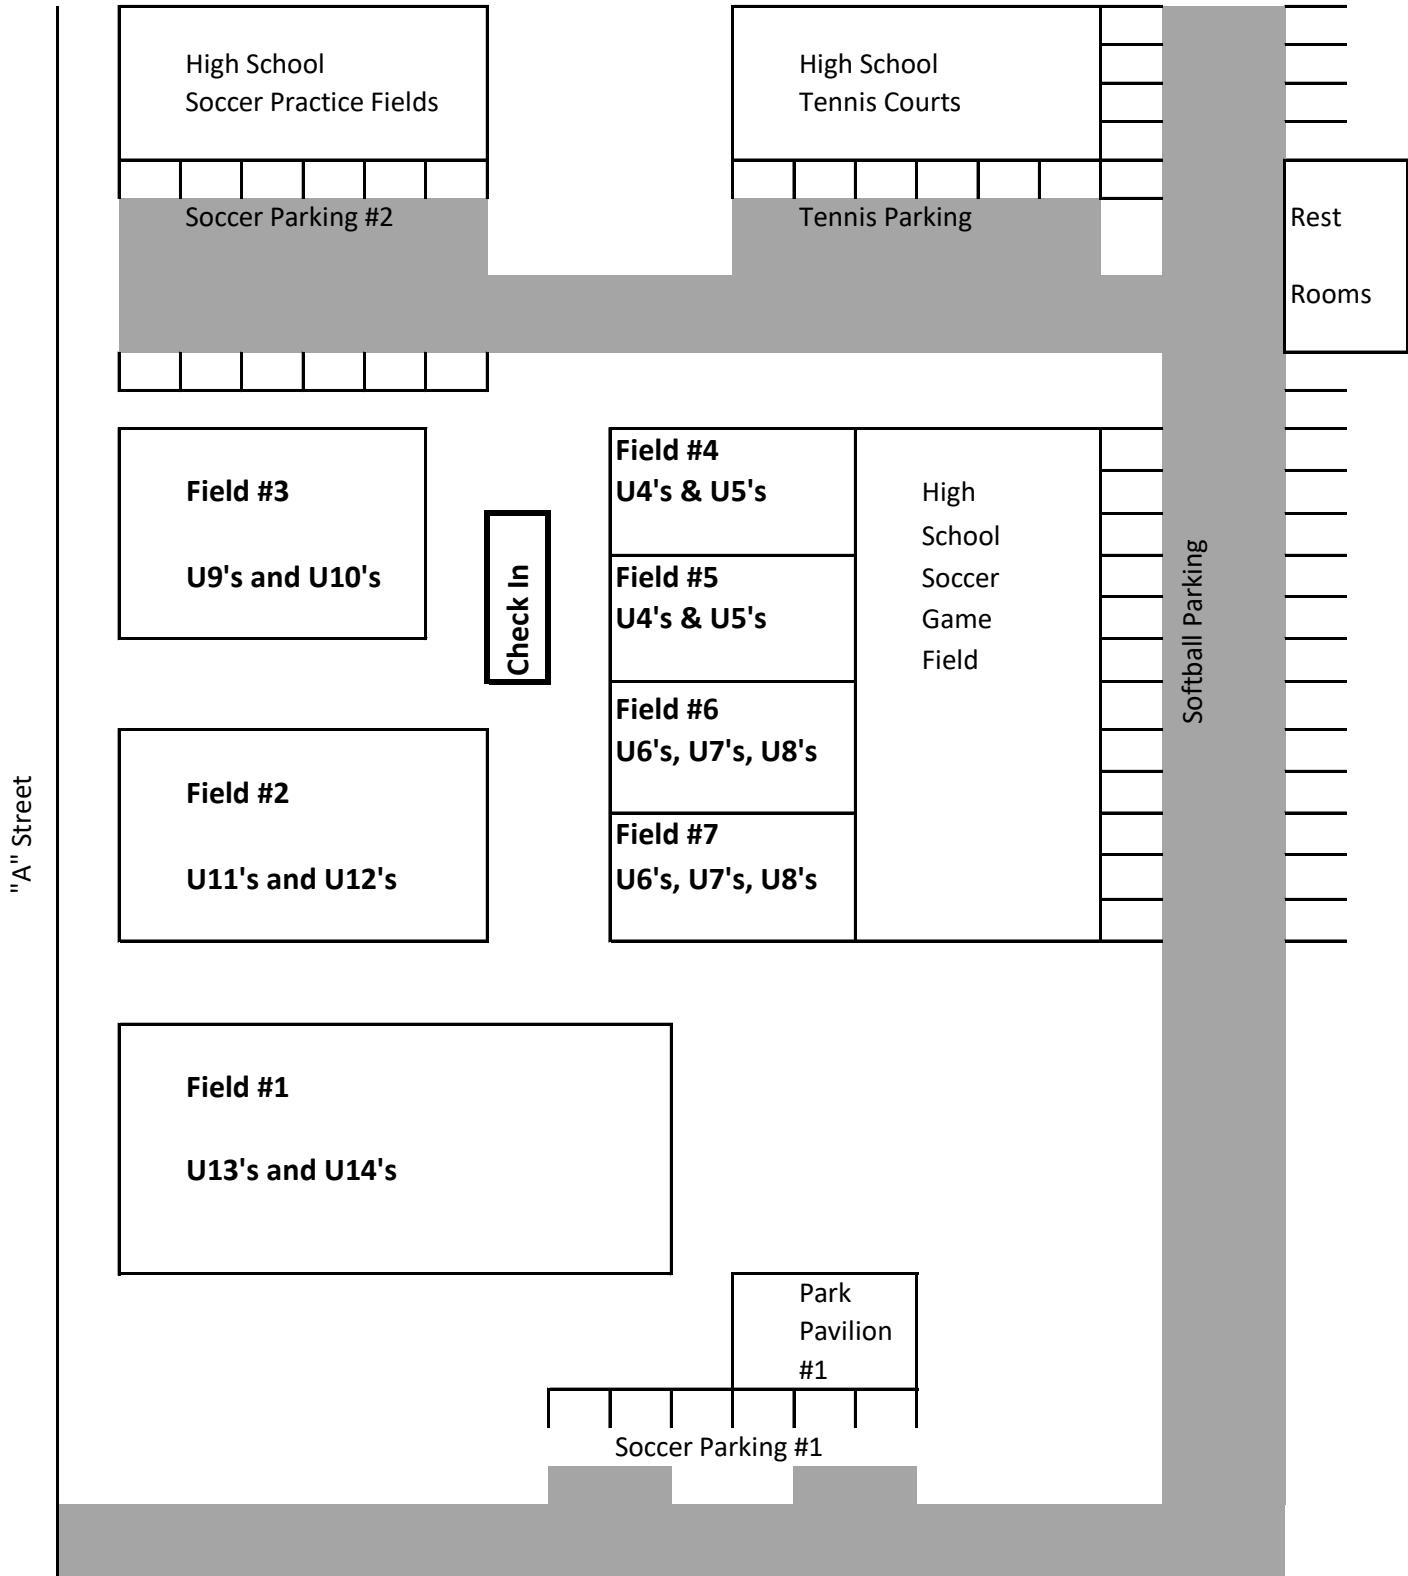 High School
Soccer Practice Fields
High School
Tennis Courts
Soccer Parking #2
Tennis Parking
Rest
Rooms
Field #3
U9's and U10's
Check In
Field #4
U4's & U5's
Field #5
U4's & U5's
Field #6
U6's, U7's, U8's
Field #7
U6's, U7's, U8's
High
School
Soccer
Game
Field
Softball Parking
"A" Street
Field #2
U11's and U12's
Field #1
U13's and U14's
Park
Pavilion
#1
Soccer Parking #1